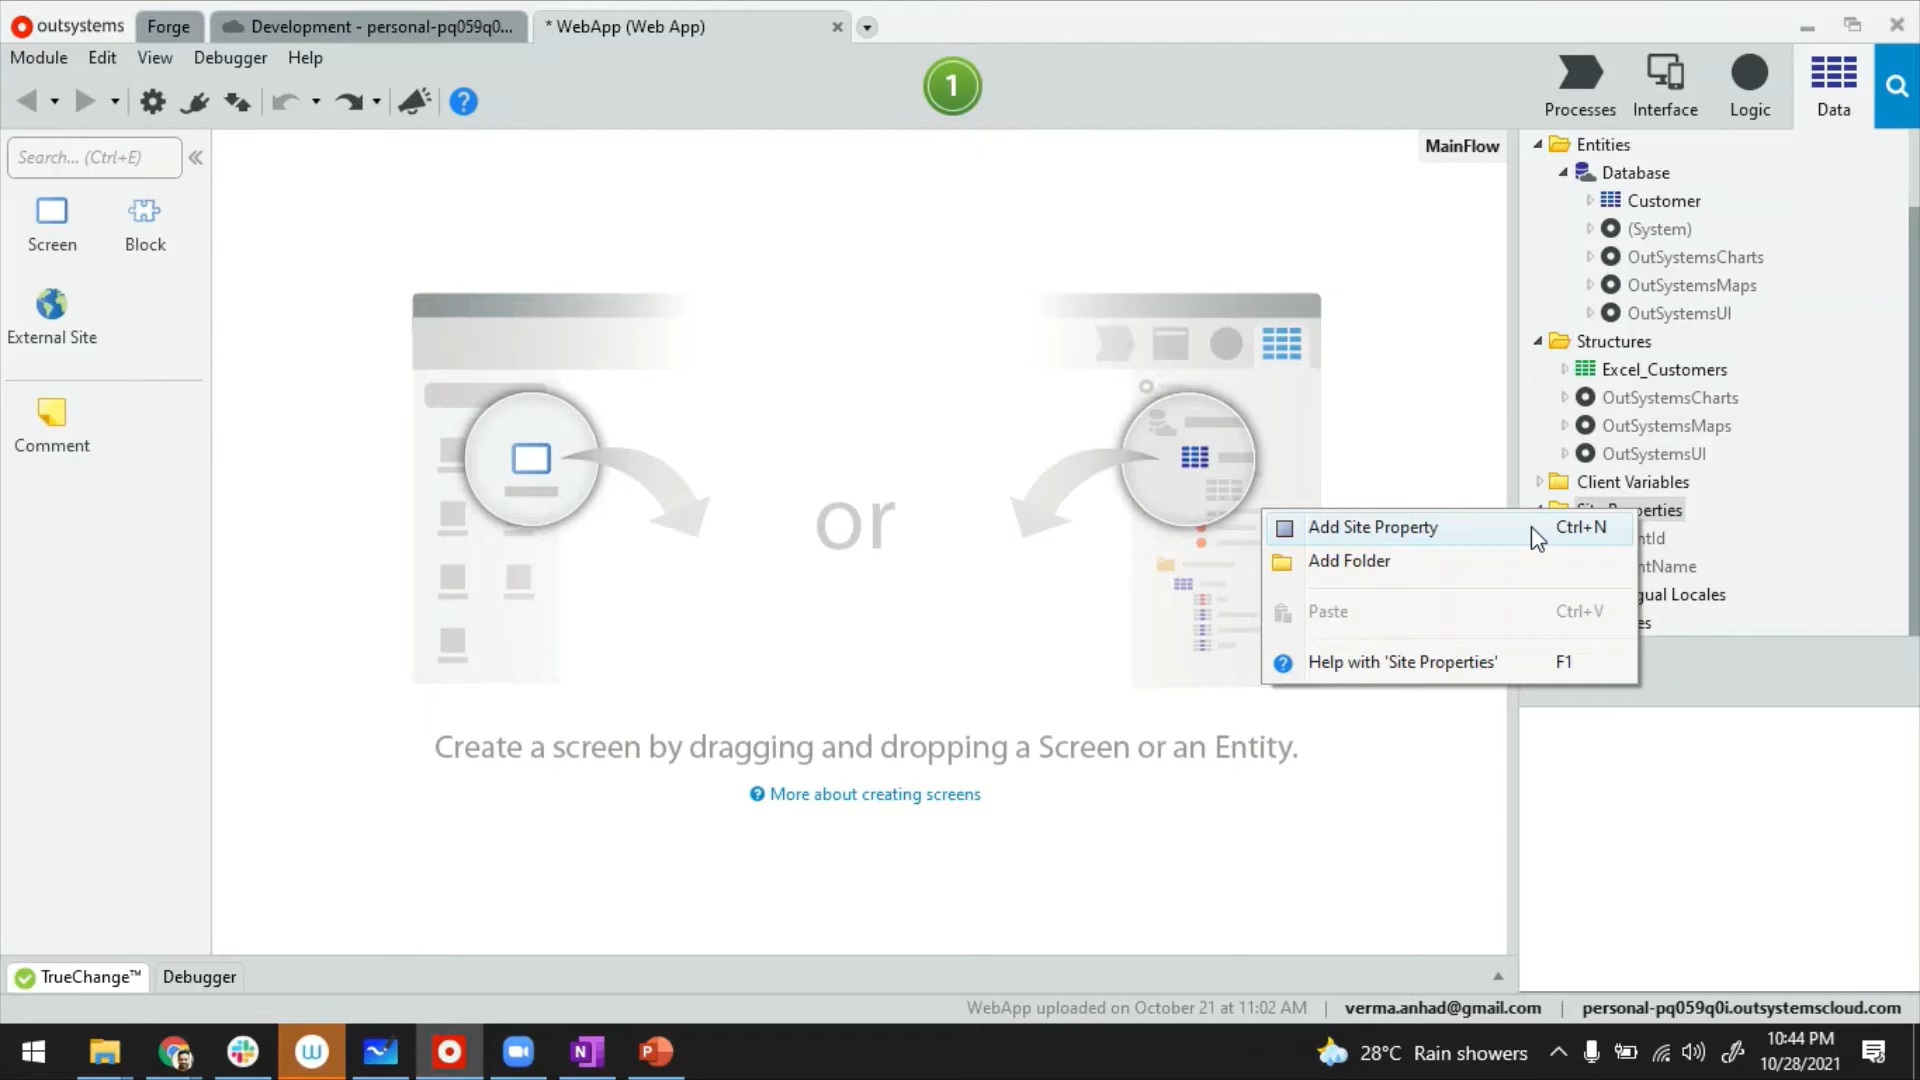 outsystems
Forge
Development - personal-pq059q0...
* WebApp (Web App)
Module
Edit
View
Debugger
Help
1
Processes
Interface
Logic
Data
Search... (Ctrl+E)
Screen
Block
External Site
Comment
MainFlow
or
Create a screen by dragging and dropping a Screen or an Entity.
More about creating screens
Entities
Database
Customer
(System)
OutSystemsCharts
OutSystemsMaps
OutSystemsUI
Structures
Excel_Customers
OutSystemsCharts
OutSystemsMaps
OutSystemsUI
Client Variables
Add Site Property Ctrl+N
Add Folder
Paste Ctrl+V
Help with 'Site Properties' F1
Locales
TrueChange™
Debugger
WebApp uploaded on October 21 at 11:02 AM | verma.anhad@gmail.com | personal-pq059q0i.outsystemscloud.com
28°C Rain showers
10:44 PM
10/28/2021